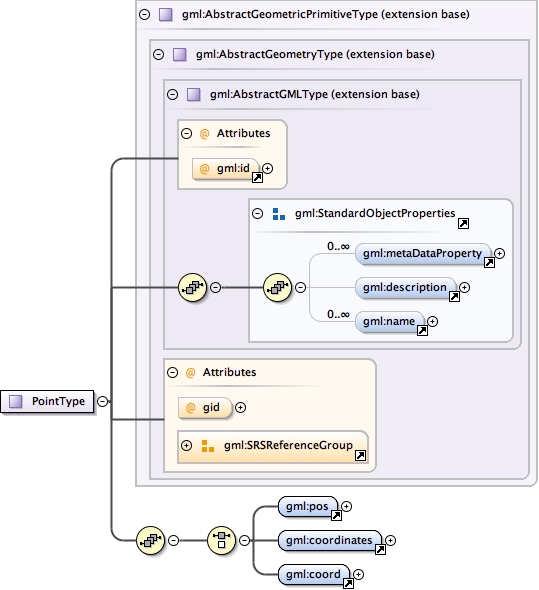 gml:AbstractGeometricPrimitiveType (extension base)
gml:AbstractGeometryType (extension base)
gml:AbstractGMLType (extension base)
@ Attributes
@ gml:id
gml:StandardObjectProperties
0..∞
gml:metaDataProperty
gml:description
0..∞
gml:name
@ Attributes
@ gid
gml:SRSReferenceGroup
PointType
gml:pos
gml:coordinates
gml:coord